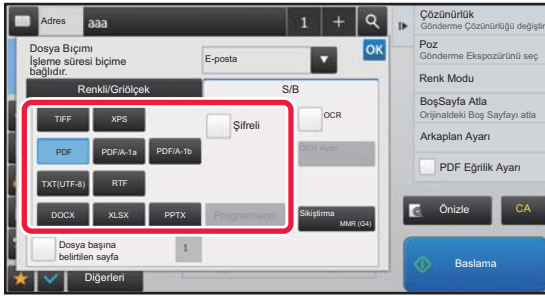 Adres
aaa
1
Dosya Bıçımı
İşleme süresi biçime
bağlıdır.
E-posta
OK
Renkli/Griölçek
S/B
TIFF
XPS
Şifreli
OCR
PDF
PDF/A-1a
PDF/A-1b
OCR Ayarı
TXT(UTF-8)
RTF
DOCX
XLSX
PPTX
Programlandı
Sikiştirma
MMR (G4)
Dosya başına
belirtilen sayfa
1
Diğerleri
Çözünürlük
Gönderme Çözünürlüğü değiştir
Poz
Gönderme Ekspozürünü seç
Renk Modu
BoşSayfa Atla
Orijinaldeki Boş Sayfayı atla
Arkaplan Ayarı
PDF Eğrilik Ayarı
Önizle
CA
Baslama